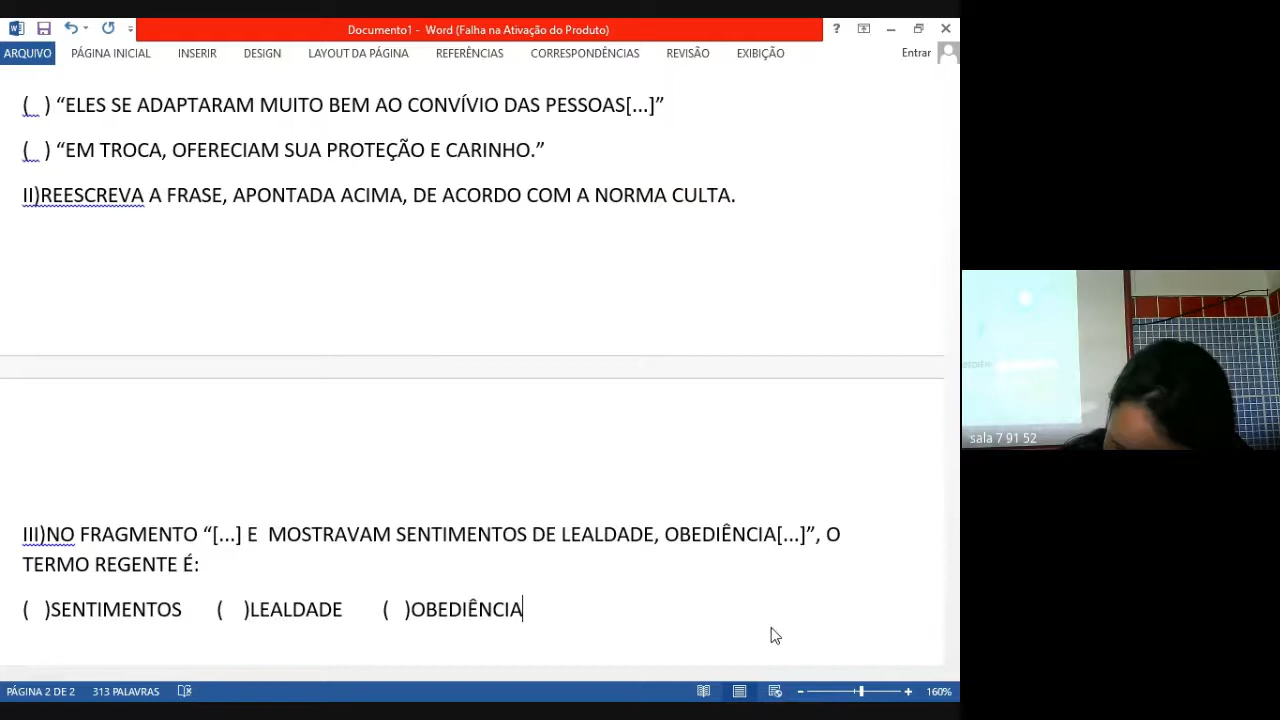 Documento1 - Word (Falha na Ativação do Produto)
ARQUIVO PÁGINA INICIAL INSERIR DESIGN LAYOUT DA PÁGINA REFERÊNCIAS CORRESPONDÊNCIAS REVISÃO EXIBIÇÃO Entrar
( ) “ELES SE ADAPTARAM MUITO BEM AO CONVÍVIO DAS PESSOAS[...]”
( ) “EM TROCA, OFERECIAM SUA PROTEÇÃO E CARINHO.”
II)REESCREVA A FRASE, APONTADA ACIMA, DE ACORDO COM A NORMA CULTA.
sala 7 91 52
III)NO FRAGMENTO “[...] E MOSTRAVAM SENTIMENTOS DE LEALDADE, OBEDIÊNCIA[...]”, O
TERMO REGENTE É:
( )SENTIMENTOS ( )LEALDADE ( )OBEDIÊNCIA
PÁGINA 2 DE 2 313 PALAVRAS 160%